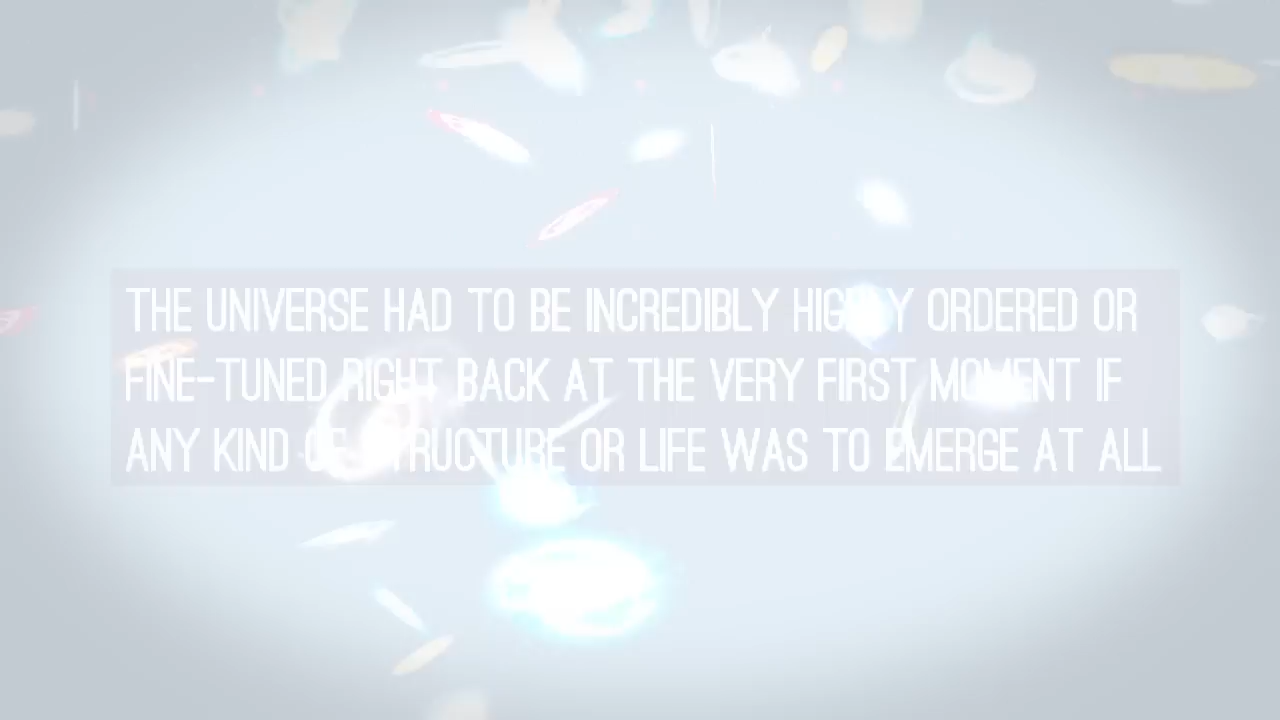 THE UNIVERSE HAD TO BE INCREDIBLY HIGHLY ORDERED OR
FINE-TUNED RIGHT BACK AT THE VERY FIRST MOMENT IF
ANY KIND OF STRUCTURE OR LIFE WAS TO EMERGE AT ALL